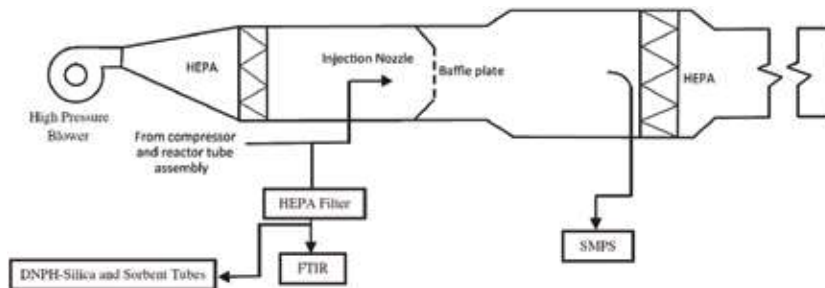 HEPA
Injection Nozzle
Baffle plate
HEPA
High Pressure
Blower
From compressor
and reactor tube
assembly
HEPA Filter
SMPS
FTIR
DNPH-Silica and Sorbent Tubes